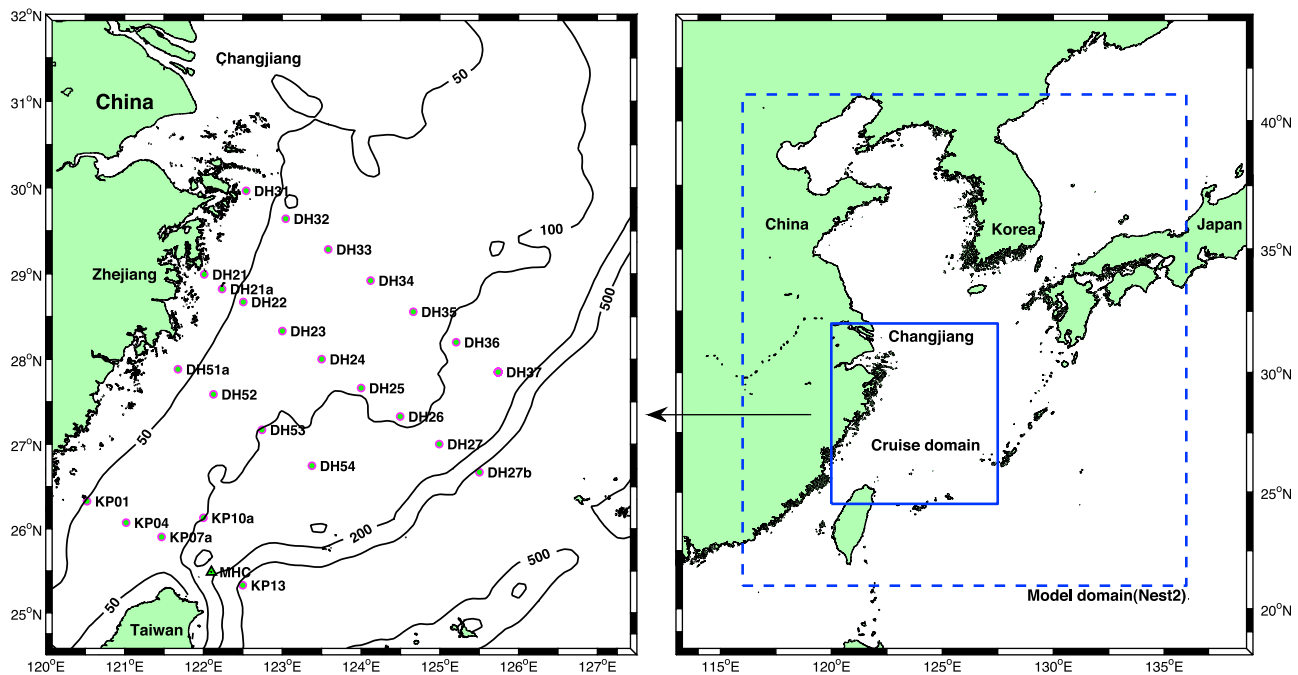 32°N
31°N
30°N
29°N
28°N
27°N
26°N
25°N
120°E
121°E
122°E
123°E
124°E
125°E
126°E
127°E
Changjiang
China
Zhejiang
Taiwan
50
100
500
50
200
500
50
DH31
DH32
DH33
DH34
DH35
DH36
DH37
DH21
DH21a
DH22
DH23
DH24
DH25
DH26
DH27
DH27b
DH51a
DH52
DH53
DH54
KP01
KP04
KP07a
KP10a
MHC
KP13
China
Korea
Japan
Changjiang
Cruise domain
Model domain(Nest2)
40°N
35°N
30°N
25°N
20°N
115°E
120°E
125°E
130°E
135°E